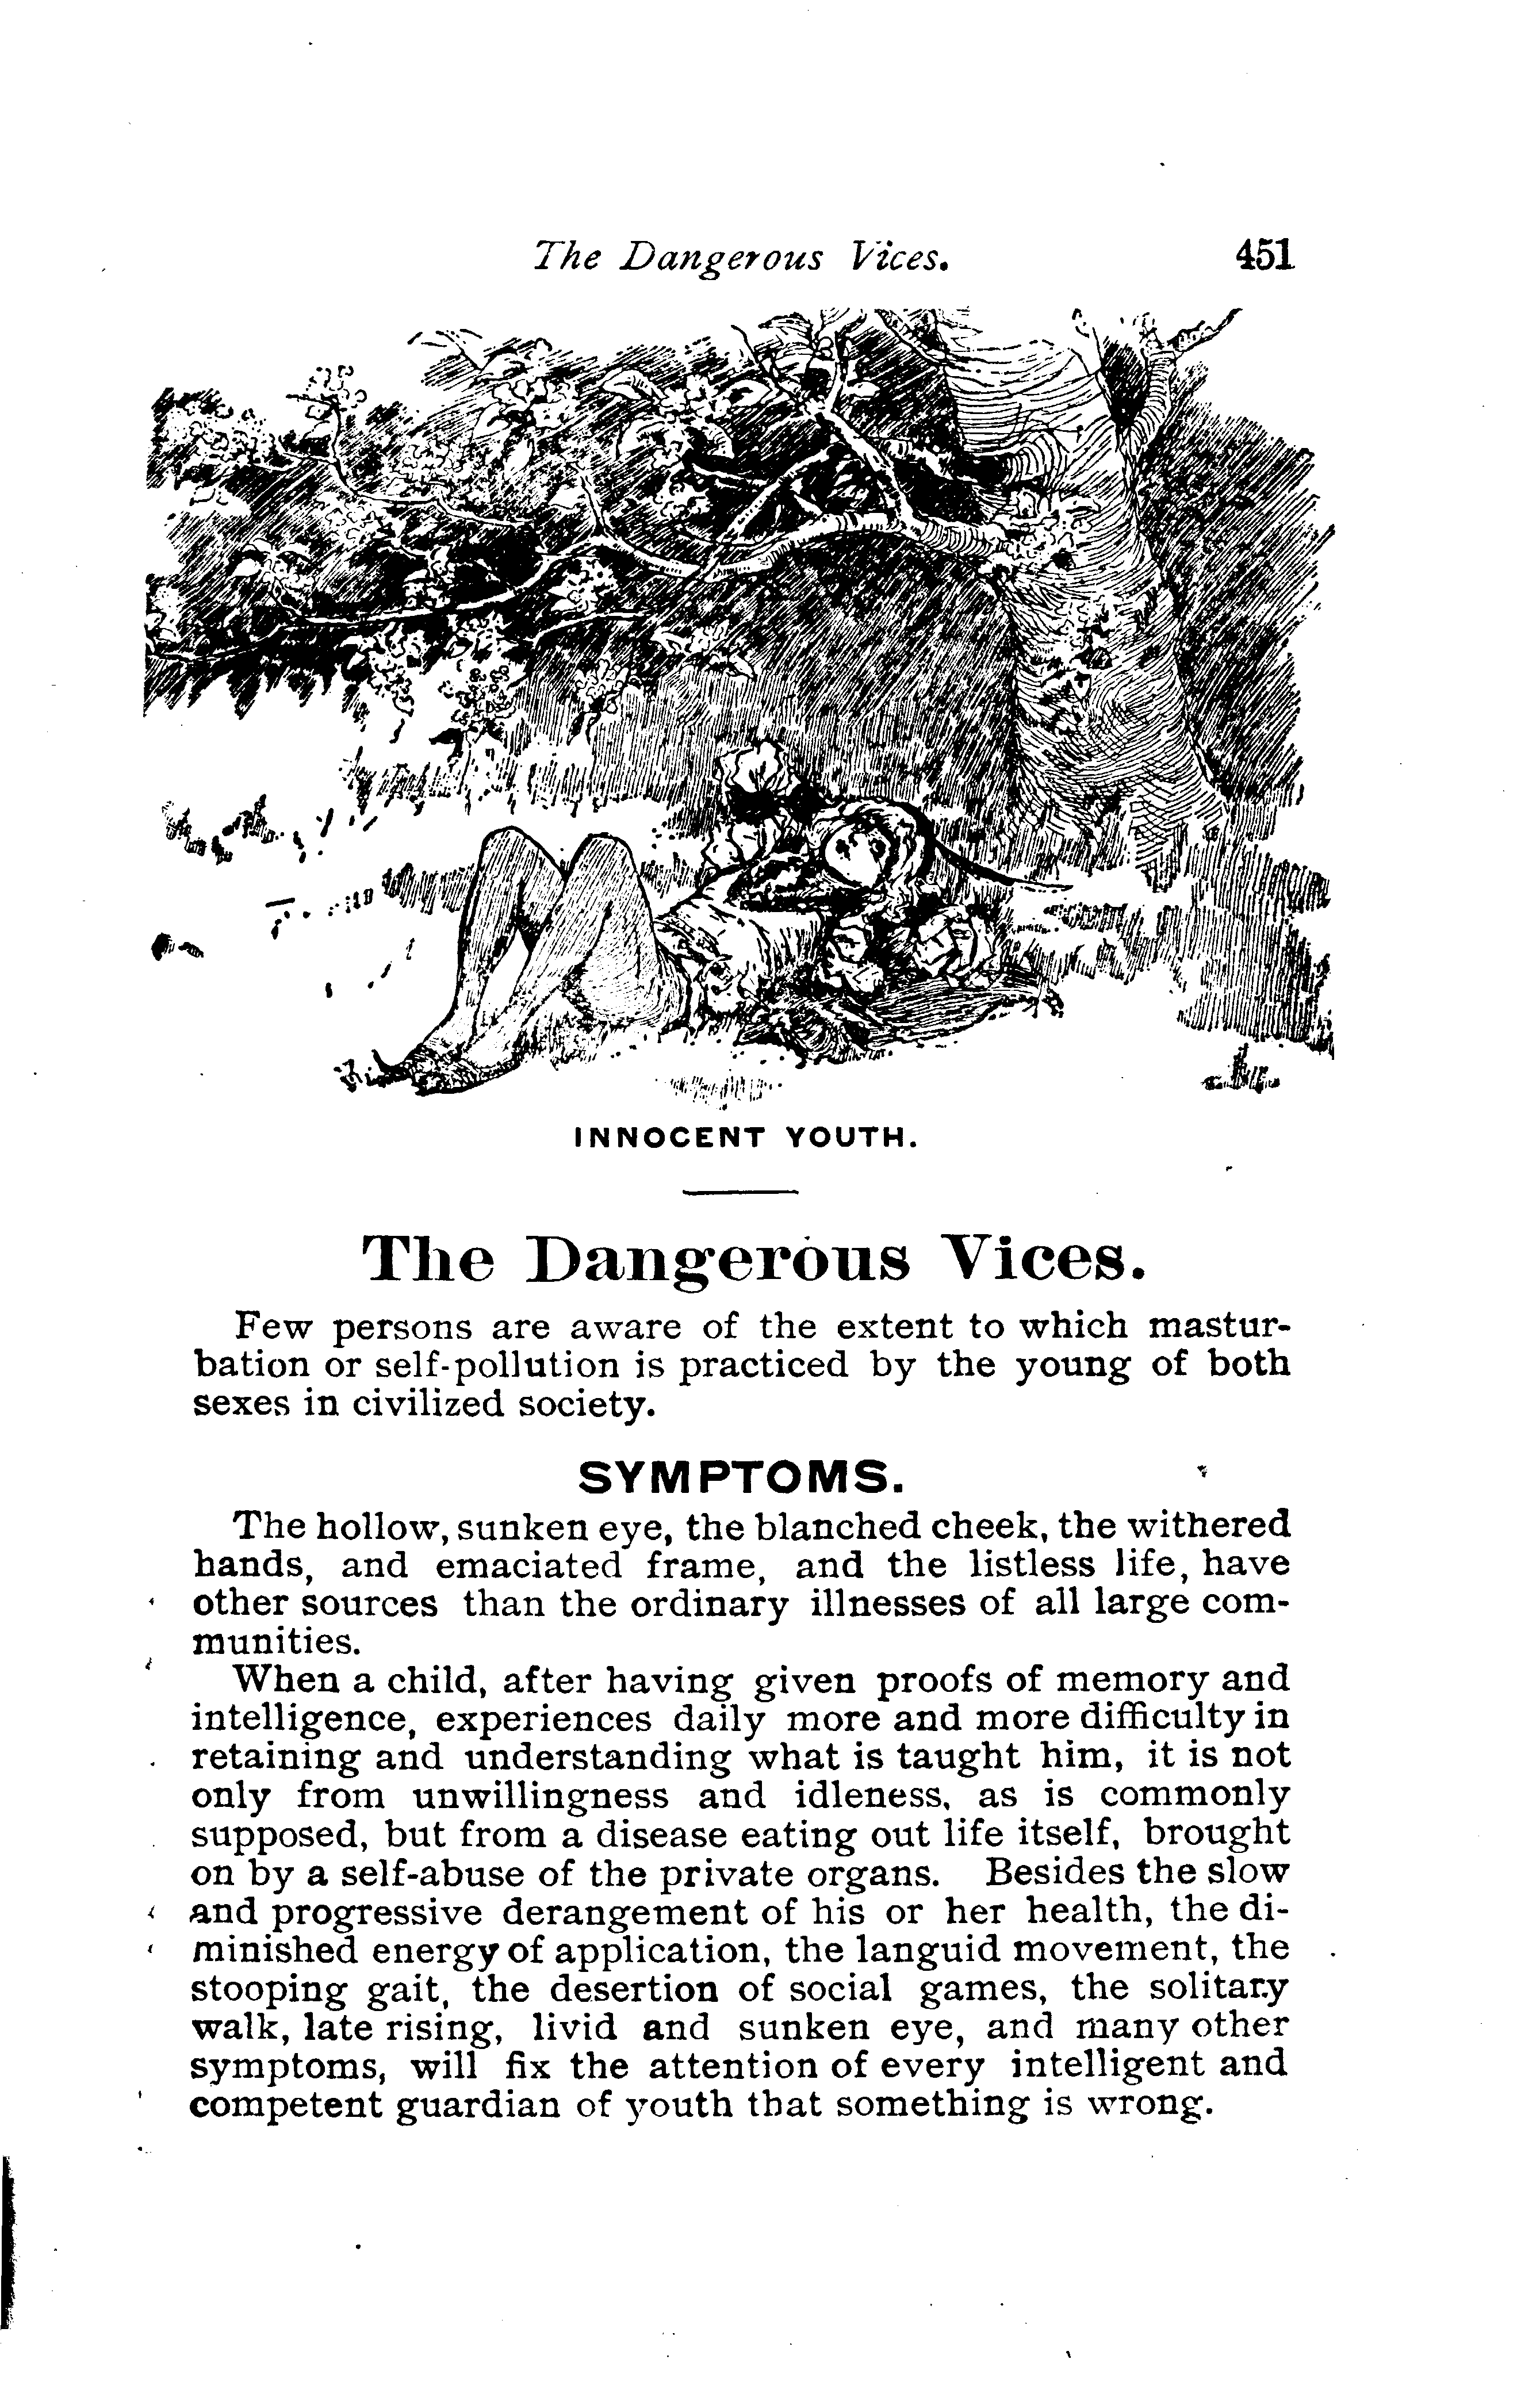 The Dangerous Vices. 451
INNOCENT YOUTH.
The Dangerous Vices.
Few persons are aware of the extent to which mastur-
bation or self-pollution is practiced by the young of both
sexes in civilized society.
SYMPTOMS.
The hollow, sunken eye, the blanched cheek, the withered
hands, and emaciated frame, and the listless life, have
other sources than the ordinary illnesses of all large com-
munities.
When a child, after having given proofs of memory and
intelligence, experiences daily more and more difficulty in
retaining and understanding what is taught him, it is not
only from unwillingness and idleness, as is commonly
supposed, but from a disease eating out life itself, brought
on by a self-abuse of the private organs. Besides the slow
and progressive derangement of his or her health, the di-
minished energy of application, the languid movement, the
stooping gait, the desertion of social games, the solitary
walk, late rising, livid and sunken eye, and many other
symptoms, will fix the attention of every intelligent and
competent guardian of youth that something is wrong.